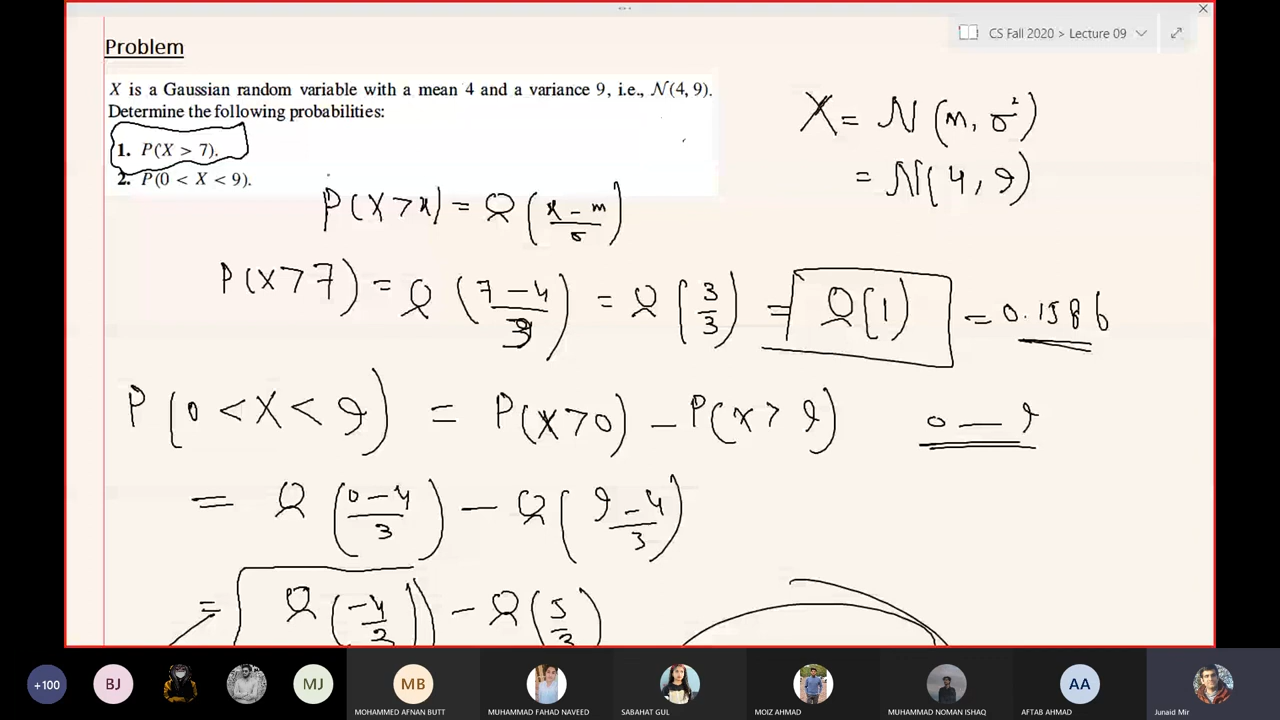 CS Fall 2020 > Lecture 09
Problem
X is a Gaussian random variable with a mean 4 and a variance 9, i.e., N(4, 9).
Determine the following probabilities:
1. P(X > 7).
2. P(0 < X < 9).
X = N(m, σ²)
= N(4, 9)
P(X > x) = Q((x - m)/σ)
P(X > 7) = Q((7 - 4)/3) = Q(3/3) = Q(1) = 0.1586
P(0 < X < 9) = P(X > 0) - P(X > 9) 0 — 9
= Q((0 - 4)/3) - Q((9 - 4)/3)
= Q(-4/3) - Q(5/3)
+100 BJ MJ MB AA
MOHAMMED AFNAN BUTT MUHAMMAD FAHAD NAVEED SABAHAT GUL MOIZ AHMAD MUHAMMAD NOMAN ISHAQ AFTAB AHMAD Junaid Mir